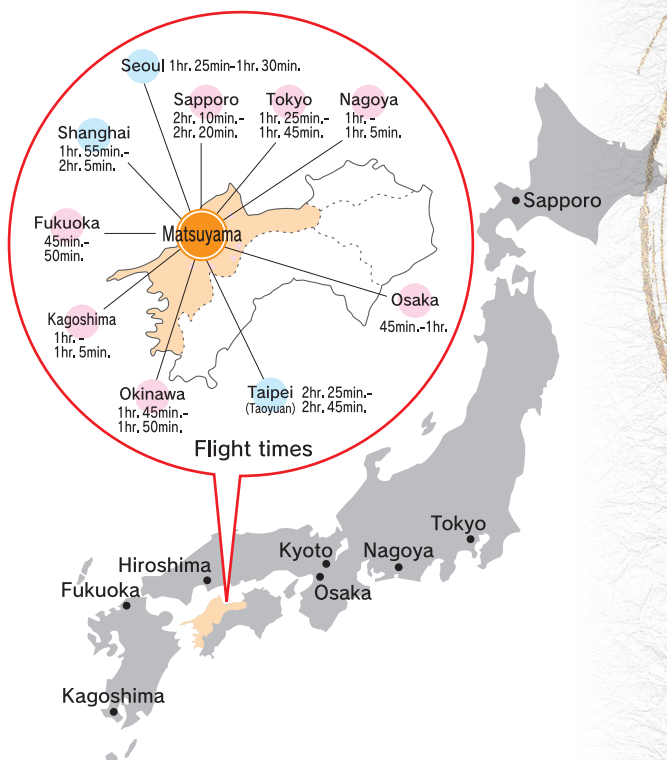 Seoul 1hr. 25min-1hr. 30min.
Sapporo
2hr. 10min-
2hr. 20min.
Tokyo
1hr. 25min-
1hr. 45min.
Nagoya
1hr. -
1hr. 5min.
Shanghai
1hr. 55min.-
2hr. 5min.
Fukuoka
45min.-
50min.
Matsuyama
Kagoshima
1hr. -
1hr. 5min.
Osaka
45min.-1hr.
Okinawa
1hr. 45min.-
1hr. 50min.
Taipei 2hr. 25min.-
(Taoyuan) 2hr. 45min.
Flight times
Sapporo
Tokyo
Kyoto
Nagoya
Hiroshima
Osaka
Fukuoka
Kagoshima